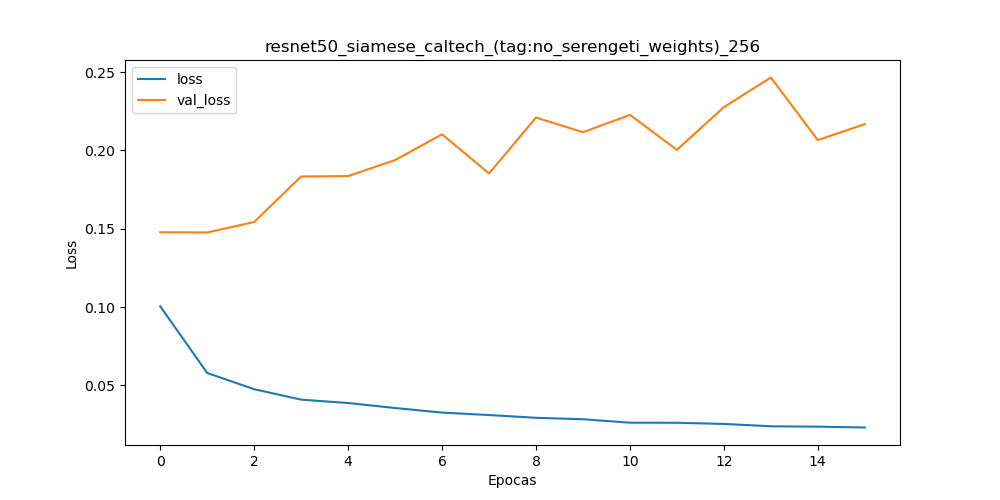 resnet50_siamese_caltech_(tag:no_serengeti_weights)_256
loss
val_loss
0.25
0.20
0.15
0.10
0.05
Loss
0 2 4 6 8 10 12 14
Epocas